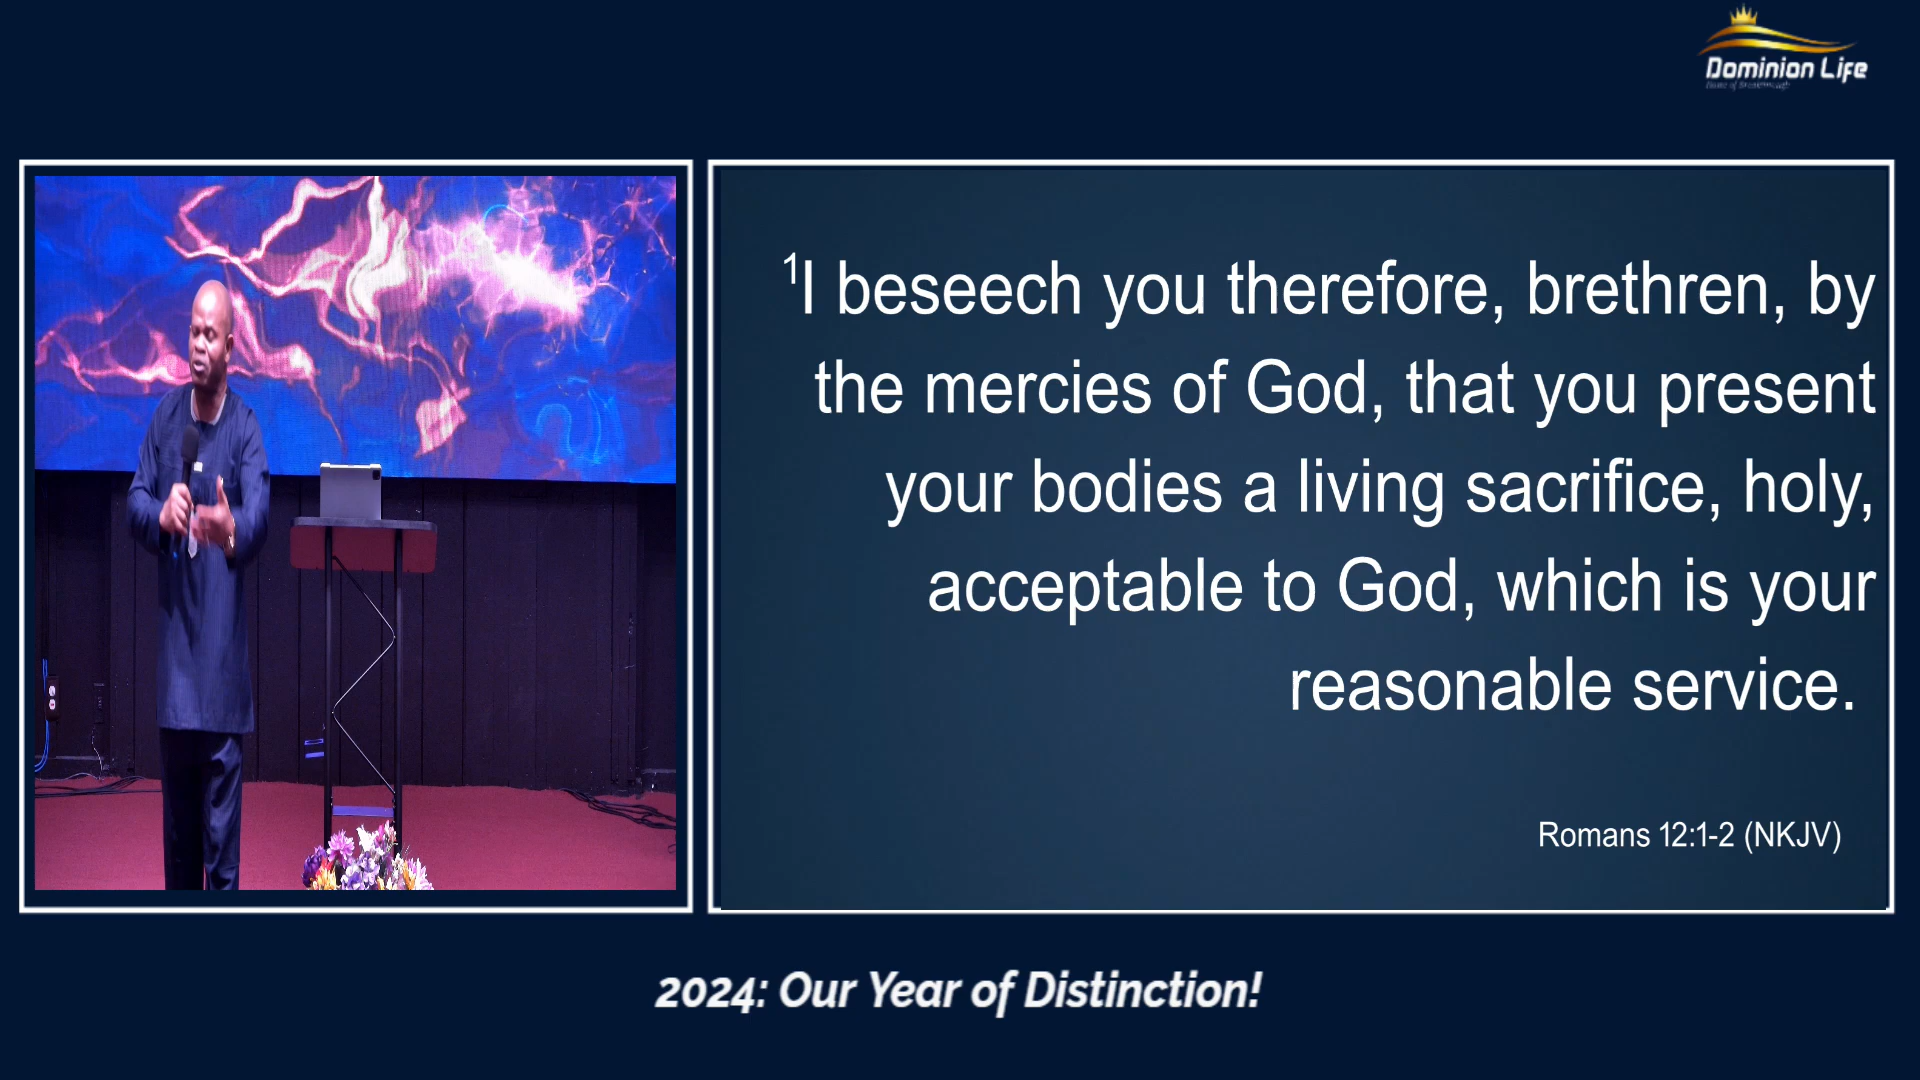 Dominion Life
1I beseech you therefore, brethren, by
the mercies of God, that you present
your bodies a living sacrifice, holy,
acceptable to God, which is your
reasonable service.
Romans 12:1-2 (NKJV)
2024: Our Year of Distinction!